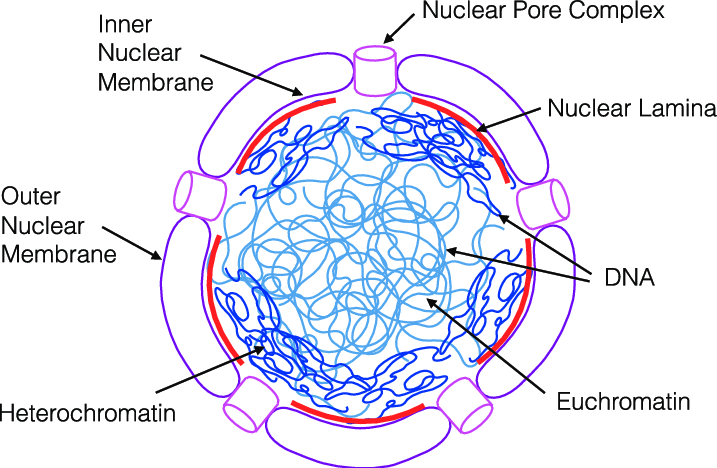 Nuclear Pore Complex
Inner
Nuclear
Membrane
Nuclear Lamina
Outer
Nuclear
Membrane
DNA
Heterochromatin
Euchromatin